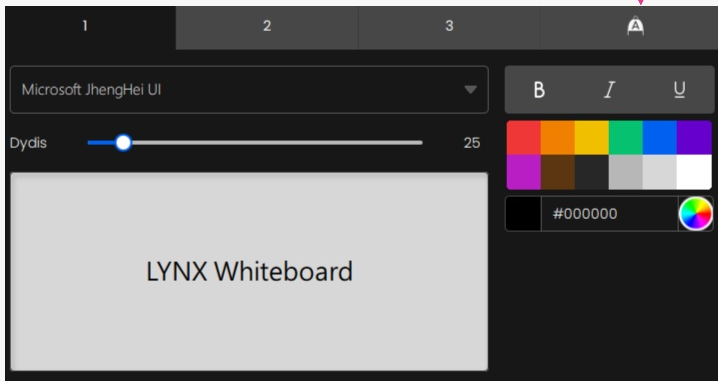 1 2 3 A
Microsoft JhengHei UI
B I U
Dydis 25
#000000
LYNX Whiteboard